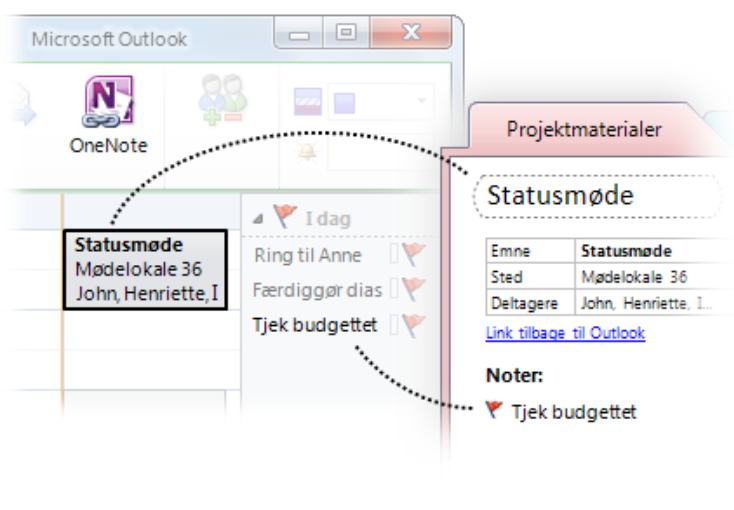 Microsoft Outlook
OneNote
Statusmøde
Mødelokale 36
John, Henriette, I
I dag
Ring til Anne
Færdiggør dias
Tjek budgettet
Projektmaterialer
Statusmøde
Emne Statusmøde
Sted Mødelokale 36
Deltagere John, Henriette, I...
Link tilbage til Outlook
Noter:
Tjek budgettet